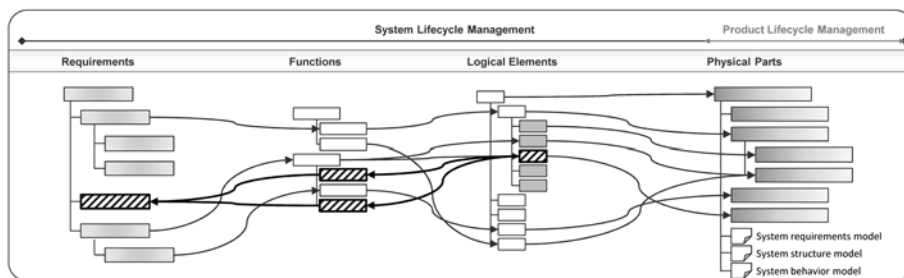 System Lifecycle Management
Product Lifecycle Management
Requirements
Functions
Logical Elements
Physical Parts
System requirements model
System structure model
System behavior model